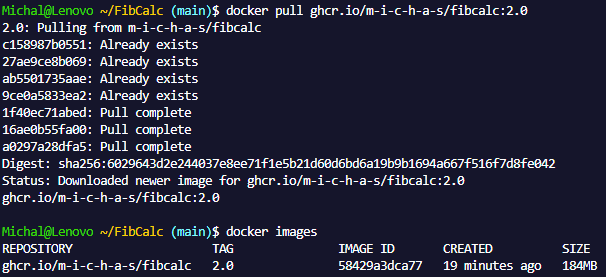 Michal@Lenovo ~/FibCalc (main)$ docker pull ghcr.io/m-i-c-h-a-s/fibcalc:2.0
2.0: Pulling from m-i-c-h-a-s/fibcalc
c158987b0551: Already exists
27ae9ce8b069: Already exists
ab5501735aae: Already exists
9ce0a5833ea2: Already exists
1f40ec71abed: Pull complete
16ae0b55fa00: Pull complete
a0297a28dfa5: Pull complete
Digest: sha256:6029643d2e244037e8ee71f1e5b21d60d6bd6a19b9b1694a667f516f7d8fe042
Status: Downloaded newer image for ghcr.io/m-i-c-h-a-s/fibcalc:2.0
ghcr.io/m-i-c-h-a-s/fibcalc:2.0
Michal@Lenovo ~/FibCalc (main)$ docker images
REPOSITORY TAG IMAGE ID CREATED SIZE
ghcr.io/m-i-c-h-a-s/fibcalc 2.0 58429a3dca77 19 minutes ago 184MB